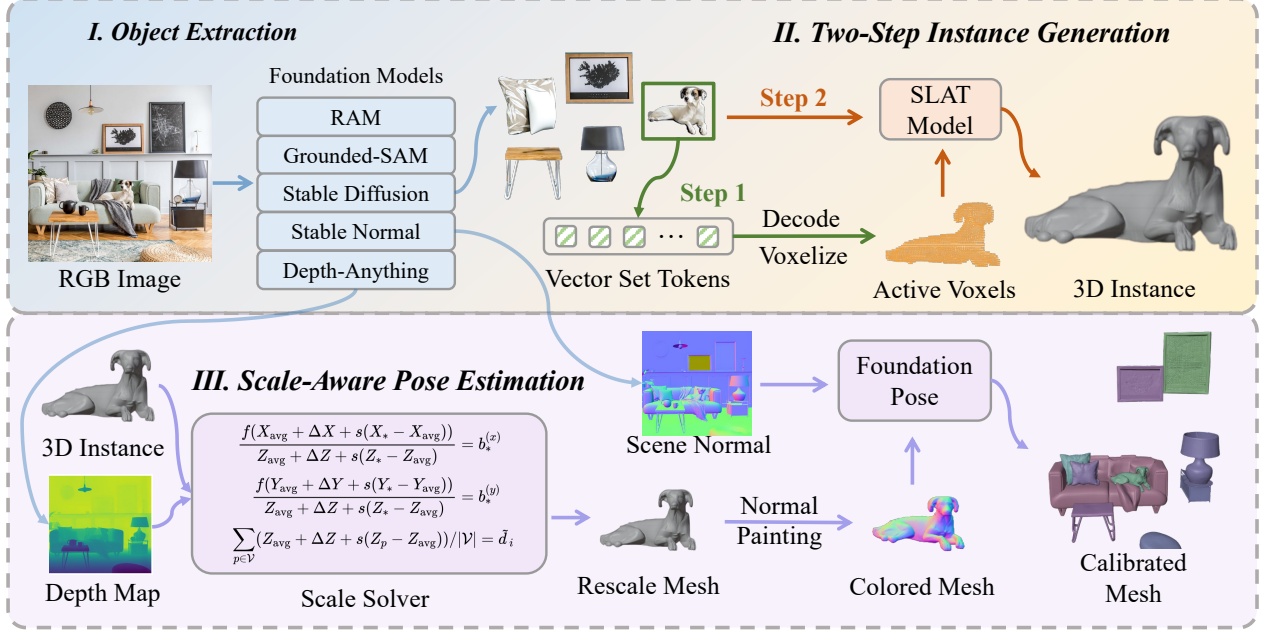 I. Object Extraction
II. Two-Step Instance Generation
Foundation Models
RAM
Grounded-SAM
Stable Diffusion
Stable Normal
Depth-Anything
RGB Image
Step 2
SLAT
Model
Step 1
Decode
Voxelize
...
Vector Set Tokens
Active Voxels
3D Instance
III. Scale-Aware Pose Estimation
3D Instance
Depth Map
\frac{f(X_{\text{avg}} + \Delta X + s(X_* - X_{\text{avg}}))}{Z_{\text{avg}} + \Delta Z + s(Z_* - Z_{\text{avg}})} = b_*^{(x)}
\frac{f(Y_{\text{avg}} + \Delta Y + s(Y_* - Y_{\text{avg}}))}{Z_{\text{avg}} + \Delta Z + s(Z_* - Z_{\text{avg}})} = b_*^{(y)}
\sum_{p \in \mathcal{V}} (Z_{\text{avg}} + \Delta Z + s(Z_p - Z_{\text{avg}})) / |\mathcal{V}| = \tilde{d}_i
Scale Solver
Scene Normal
Foundation
Pose
Rescale Mesh
Normal
Painting
Colored Mesh
Calibrated
Mesh